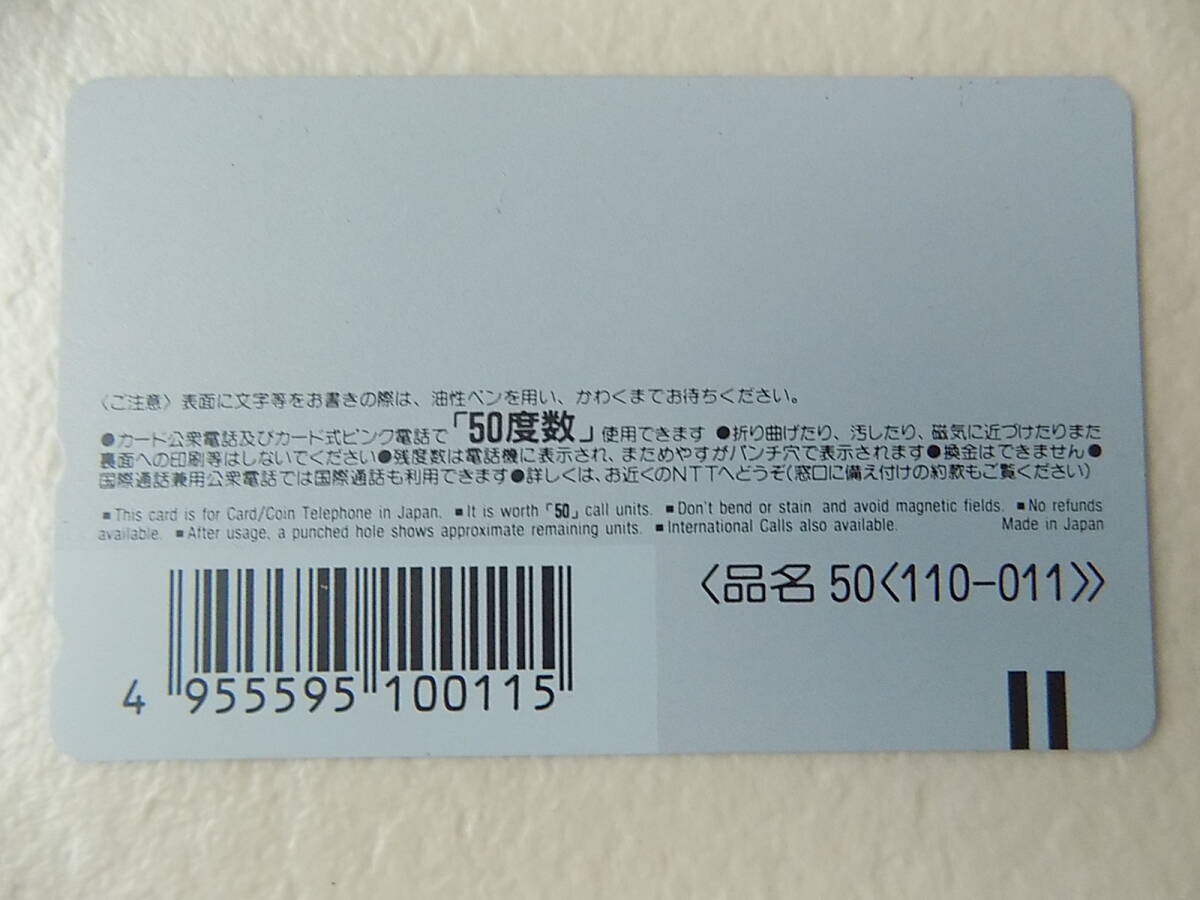 〈ご注意〉表面に文字等をお書きの際は、油性ペンを用い、かわくまでお待ちください。
●カード公衆電話及びカード式ピンク電話で「50度数」使用できます ●折り曲げたり、汚したり、磁気に近づけたりまた
裏面への印刷等はしないでください●残度数は電話機に表示され、まためやすがパンチ穴で表示されます●換金はできません●
国際通話兼用公衆電話では国際通話も利用できます●詳しくは、お近くのNTTへどうぞ(窓口に備え付けの約款もご覧ください)
■This card is for Card/Coin Telephone in Japan. ■It is worth「50」call units. ■Don't bend or stain and avoid magnetic fields. ■No refunds
available. ■After usage, a punched hole shows approximate remaining units. ■International Calls also available. Made in Japan
〈品名 50〈110-011〉〉
4 955595 100115